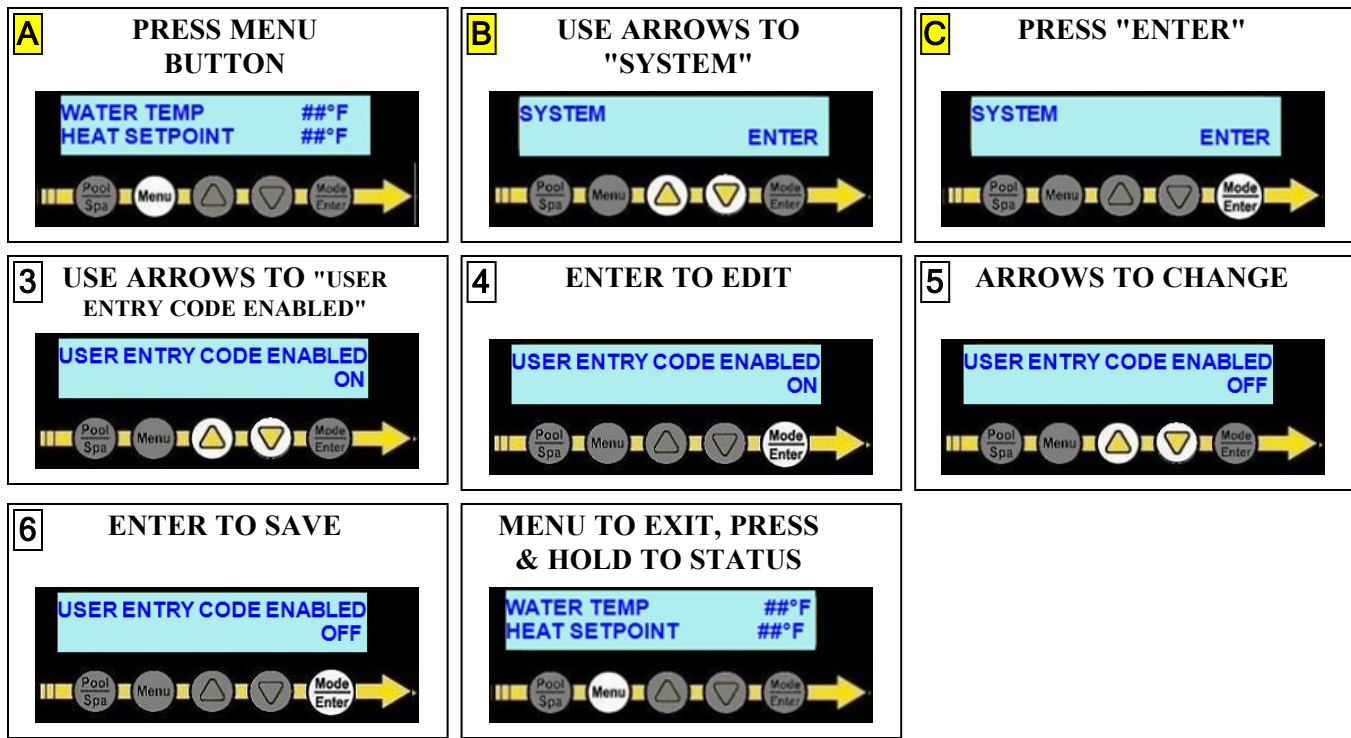 A
PRESS MENU
BUTTON
WATER TEMP ##°F
HEAT SETPOINT ##°F
Pool
Spa
Menu
Mode
Enter
B
USE ARROWS TO
"SYSTEM"
SYSTEM
ENTER
Pool
Spa
Menu
Mode
Enter
C
PRESS "ENTER"
SYSTEM
ENTER
Pool
Spa
Menu
Mode
Enter
3
USE ARROWS TO "USER
ENTRY CODE ENABLED"
USER ENTRY CODE ENABLED
ON
Pool
Spa
Menu
Mode
Enter
4
ENTER TO EDIT
USER ENTRY CODE ENABLED
ON
Pool
Spa
Menu
Mode
Enter
5
ARROWS TO CHANGE
USER ENTRY CODE ENABLED
OFF
Pool
Spa
Menu
Mode
Enter
6
ENTER TO SAVE
USER ENTRY CODE ENABLED
OFF
Pool
Spa
Menu
Mode
Enter
MENU TO EXIT, PRESS
& HOLD TO STATUS
WATER TEMP ##°F
HEAT SETPOINT ##°F
Pool
Spa
Menu
Mode
Enter